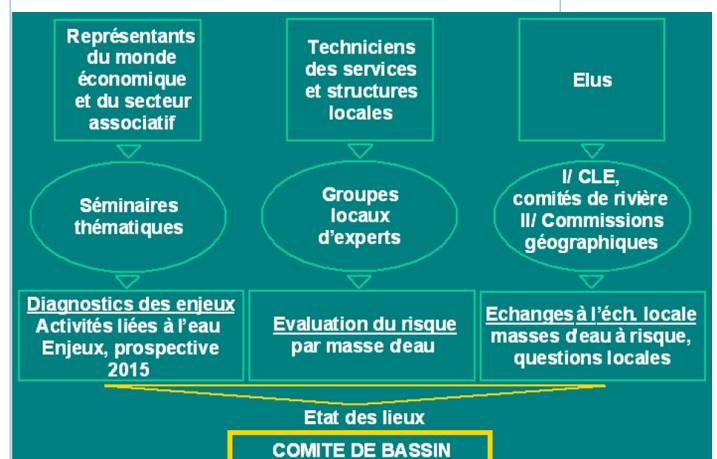 Représentants
du monde
économique
et du secteur
associatif
Techniciens
des services
et structures
locales
Elus
Séminaires
thématiques
Groupes
locaux
d'experts
I/ CLE,
comités de rivière
II/ Commissions
géographiques
Diagnostics des enjeux
Activités liées à l'eau
Enjeux, prospective
2015
Evaluation du risque
par masse d'eau
Echanges à l'éch. locale
masses d'eau à risque,
questions locales
Etat des lieux
COMITE DE BASSIN